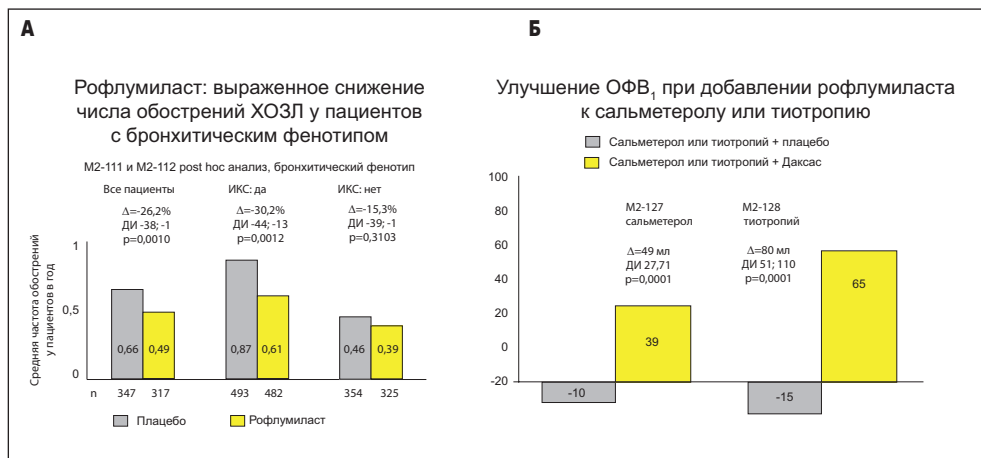 А
Рофлумиласт: выраженное снижение
числа обострений ХОЗЛ у пациентов
с бронхитическим фенотипом
М2-111 и М2-112 post hoc анализ, бронхитический фенотип
Все пациенты ИКС: да ИКС: нет
Δ=-26,2% Δ=-30,2% Δ=-15,3%
ДИ -38; -1 ДИ -44; -13 ДИ -39; -1
p=0,0010 p=0,0012 p=0,3103
Средняя частота обострений
у пациентов в год
1
0,5
0
0,66 0,49 0,87 0,61 0,46 0,39
n 347 317 493 482 354 325
Плацебо Рофлумиласт
Б
Улучшение ОФВ1 при добавлении рофлумиласта
к сальметеролу или тиотропию
Сальметерол или тиотропий + плацебо
Сальметерол или тиотропий + Даксас
100
80
60
40
20
0
-20
М2-127 М2-128
сальметерол тиотропий
Δ=49 мл Δ=80 мл
ДИ 27,71 ДИ 51; 110
p=0,0001 p=0,0001
-10 39 -15 65